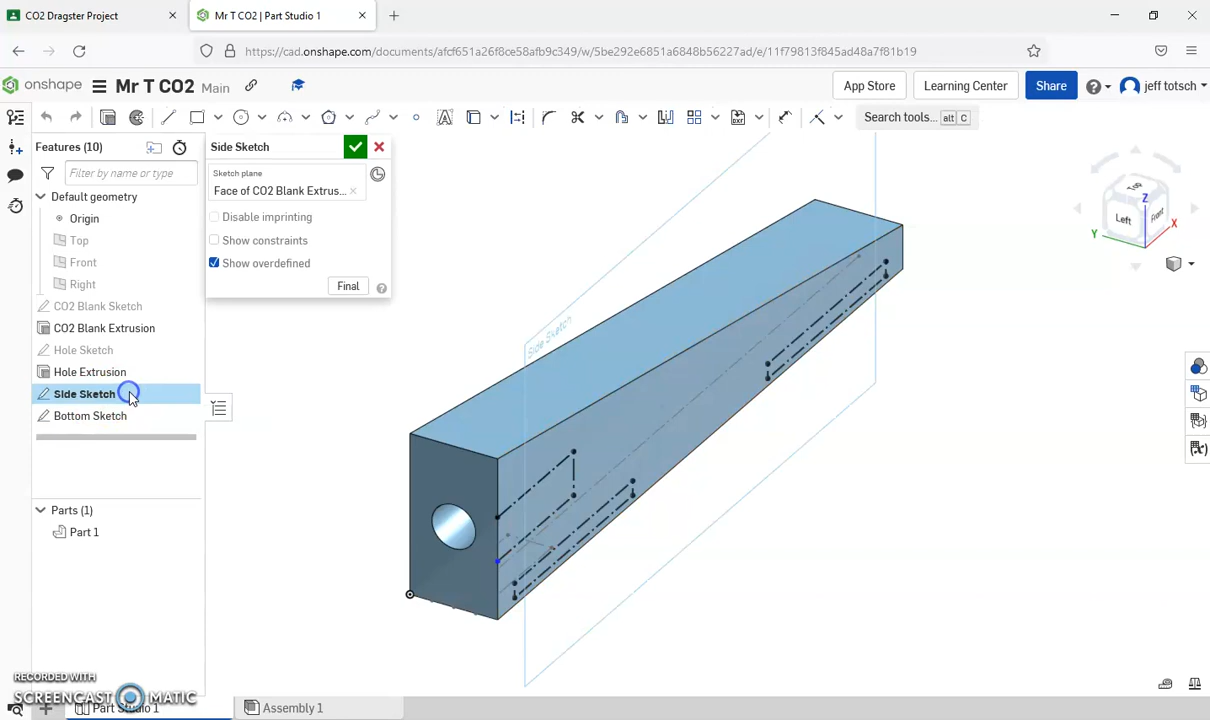 CO2 Dragster Project
Mr T CO2 | Part Studio 1
https://cad.onshape.com/documents/afcf651a26f8ce58afb9c349/w/5be292e6851a6848b56227ad/e/11f79813f845ad48a7f81b19
onshape
Mr T CO2 Main
App Store
Learning Center
Share
jeff totsch
Search tools... alt C
Features (10)
Filter by name or type
Default geometry
Origin
Top
Front
Right
CO2 Blank Sketch
CO2 Blank Extrusion
Hole Sketch
Hole Extrusion
Side Sketch
Bottom Sketch
Parts (1)
Part 1
Side Sketch
Sketch plane
Face of CO2 Blank Extrus...
Disable imprinting
Show constraints
Show overdefined
Final
Side Sketch
Top
Left
Front
Z
X
Y
RECORDED WITH
SCREENCAST MATIC
Part Studio 1
Assembly 1